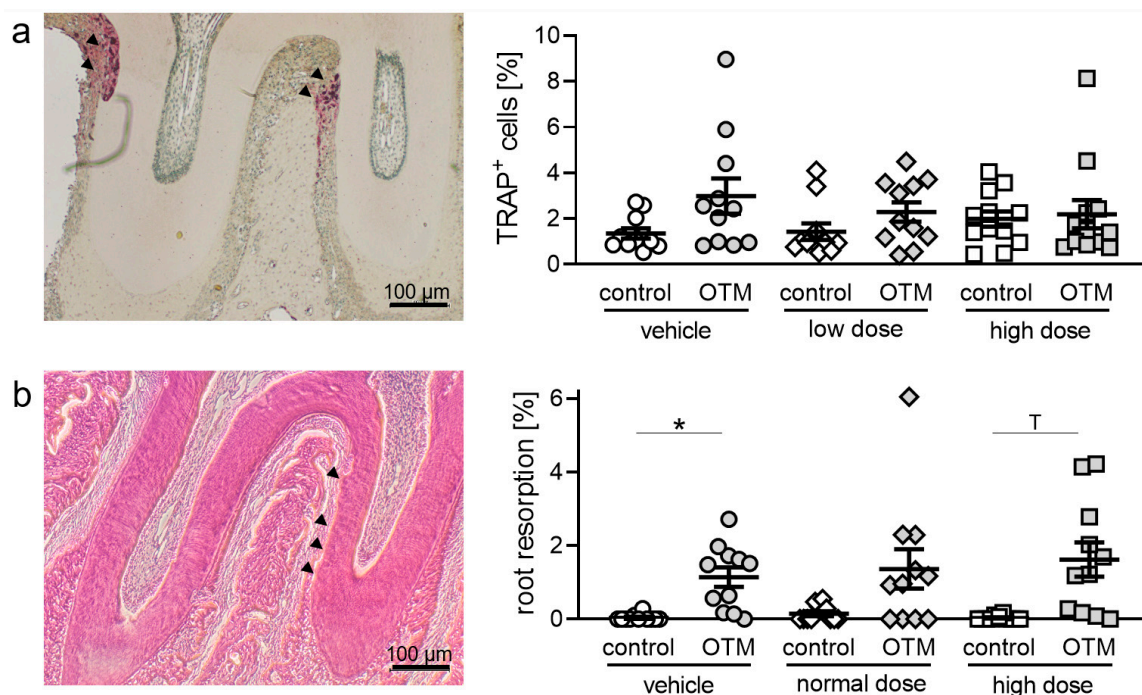 a
100 µm
TRAP+ cells [%]
10
8
6
4
2
0
control OTM control OTM control OTM
vehicle low dose high dose
b
100 µm
root resorption [%]
6
4
2
0
* T
control OTM control OTM control OTM
vehicle normal dose high dose